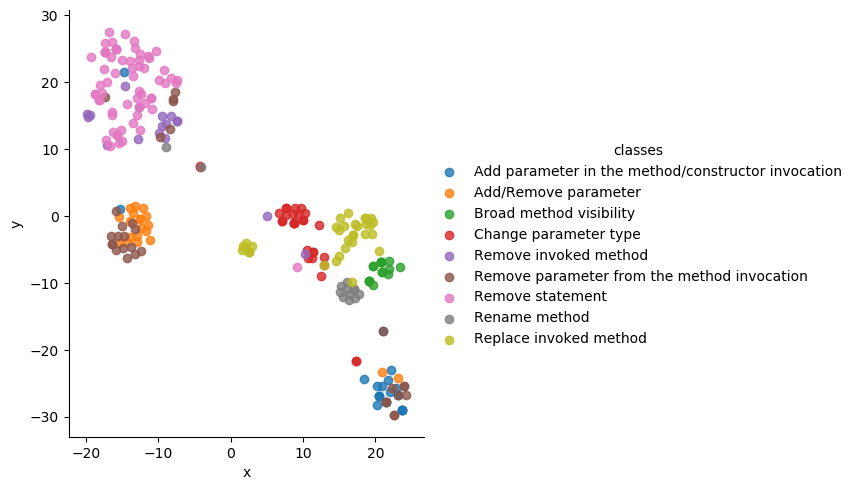 30
20
10
0
−10
−20
−30
y
−20
−10
0
10
20
x
classes
Add parameter in the method/constructor invocation
Add/Remove parameter
Broad method visibility
Change parameter type
Remove invoked method
Remove parameter from the method invocation
Remove statement
Rename method
Replace invoked method